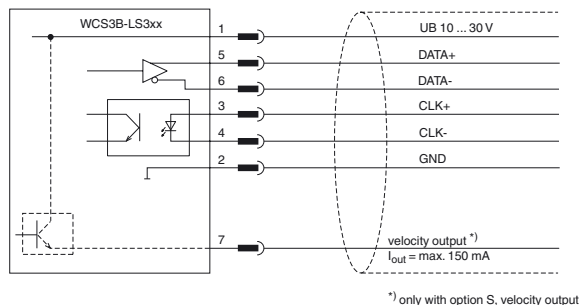 WCS3B-LS3xx
1 UB 10 ... 30 V
5 DATA+
6 DATA-
3 CLK+
4 CLK-
2 GND
7 velocity output *)
Iout = max. 150 mA
*) only with option S, velocity output